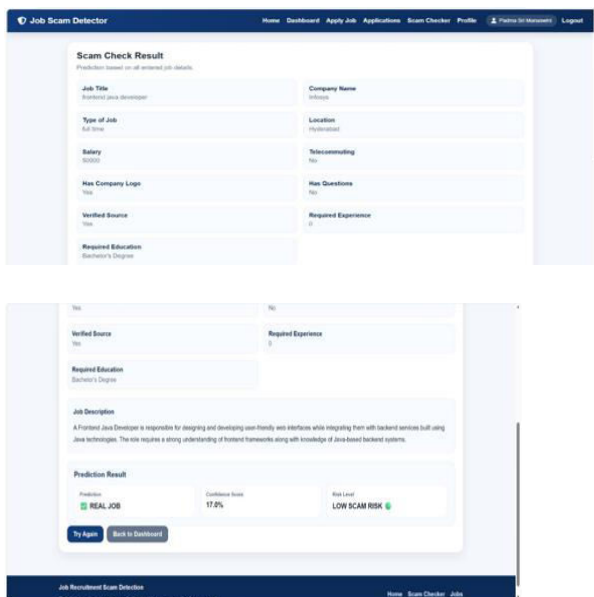 Job Scam Detector
Home Dashboard Apply Job Applications Scam Checker Profile Padma Sri Logout
Scam Check Result
Prediction based on all entered job details.
Job Title
frontend java developer
Company Name
Infosys
Type of Job
full time
Location
Hyderabad
Salary
50000
Telecommuting
No
Has Company Logo
Yes
Has Questions
No
Verified Source
Yes
Required Experience
0
Required Education
Bachelor's Degree
Yes
No
Verified Source
Yes
Required Experience
0
Required Education
Bachelor's Degree
Job Description
A Frontend Java Developer is responsible for designing and developing user-friendly web interfaces while integrating them with backend services built using
Java technologies. The role requires a strong understanding of frontend frameworks along with knowledge of Java-based backend systems.
Prediction Result
Prediction
REAL JOB
Confidence Score
17.0%
Risk Level
LOW SCAM RISK
Try Again Back to Dashboard
Job Recruitment Scam Detection
Home Scam Checker Jobs